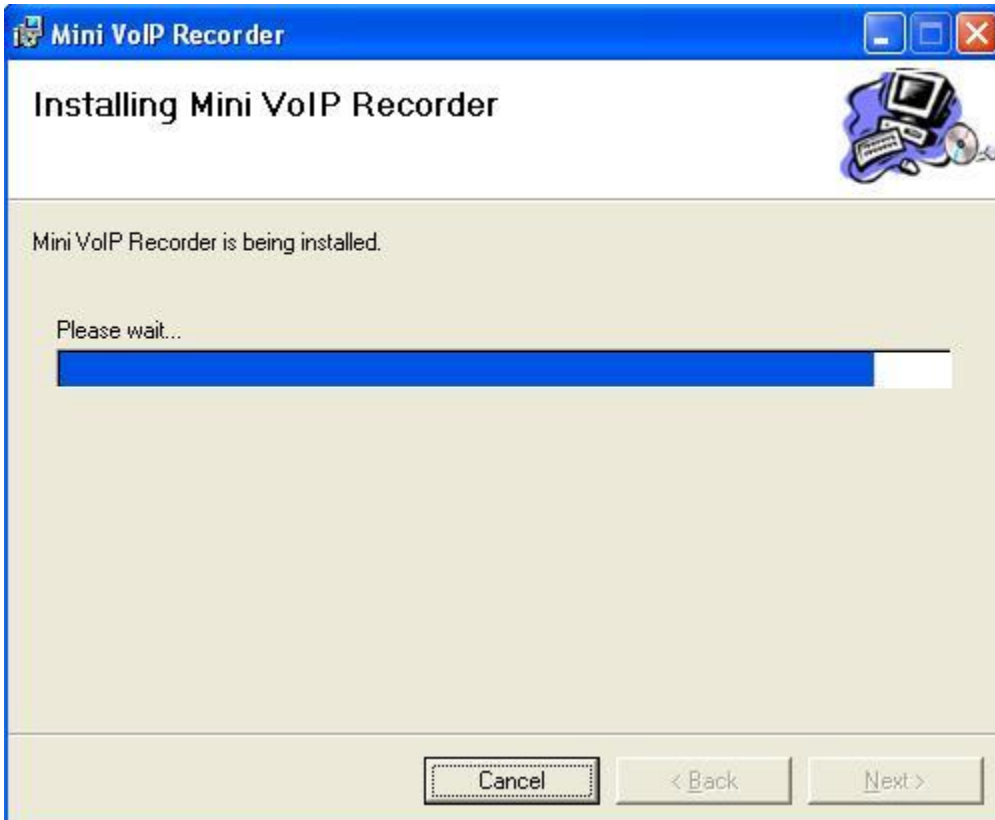 Mini VoIP Recorder
Installing Mini VoIP Recorder
Mini VoIP Recorder is being installed.
Please wait...
Cancel
< Back
Next >